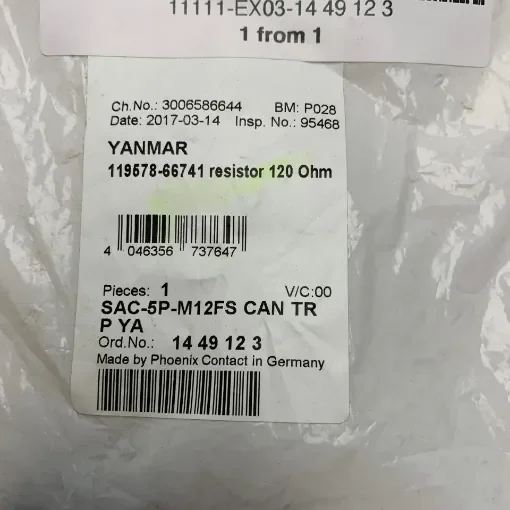 11111-EX03-14 49 12 3
1 from 1
Ch.No.: 3006586644 BM: P028
Date: 2017-03-14 Insp. No.: 95468
YANMAR
119578-66741 resistor 120 Ohm
4 046356 737647
Pieces: 1 V/C:00
SAC-5P-M12FS CAN TR
P YA
Ord.No.: 14 49 12 3
Made by Phoenix Contact in Germany